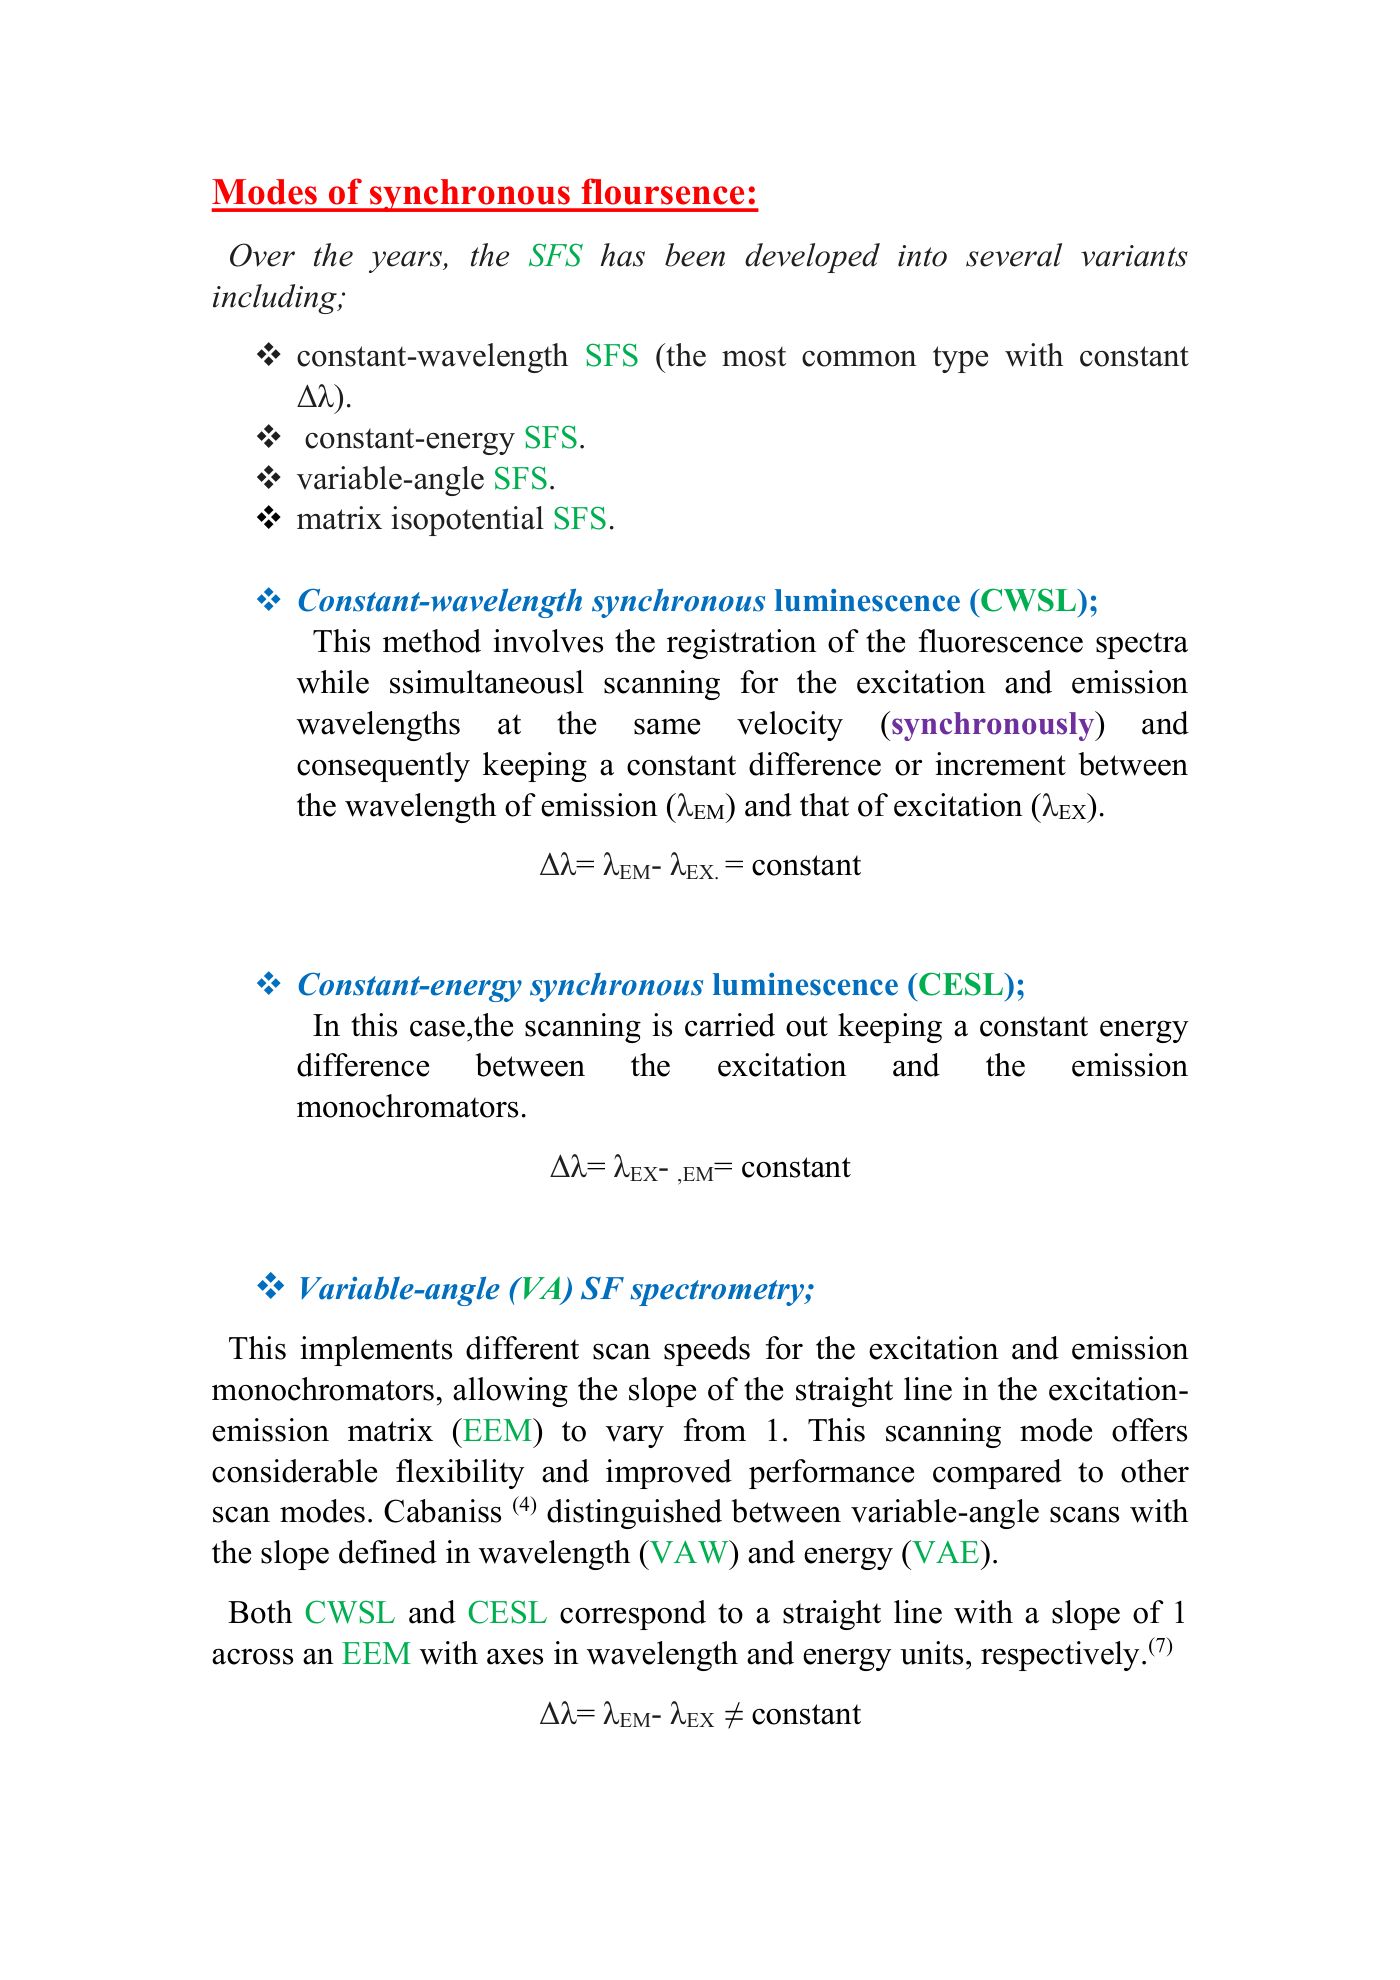 Modes of synchronous floursence:
Over the years, the SFS has been developed into several variants
including;
❖ constant-wavelength SFS (the most common type with constant
Δλ).
❖ constant-energy SFS.
❖ variable-angle SFS.
❖ matrix isopotential SFS.
❖ Constant-wavelength synchronous luminescence (CWSL);
This method involves the registration of the fluorescence spectra
while ssimultaneousl scanning for the excitation and emission
wavelengths at the same velocity (synchronously) and
consequently keeping a constant difference or increment between
the wavelength of emission (λEM) and that of excitation (λEX).
Δλ= λEM- λEX. = constant
❖ Constant-energy synchronous luminescence (CESL);
In this case,the scanning is carried out keeping a constant energy
difference between the excitation and the emission
monochromators.
Δλ= λEX- ,EM= constant
❖ Variable-angle (VA) SF spectrometry;
This implements different scan speeds for the excitation and emission
monochromators, allowing the slope of the straight line in the excitation-
emission matrix (EEM) to vary from 1. This scanning mode offers
considerable flexibility and improved performance compared to other
scan modes. Cabaniss (4) distinguished between variable-angle scans with
the slope defined in wavelength (VAW) and energy (VAE).
Both CWSL and CESL correspond to a straight line with a slope of 1
across an EEM with axes in wavelength and energy units, respectively.(7)
Δλ= λEM- λEX ≠ constant